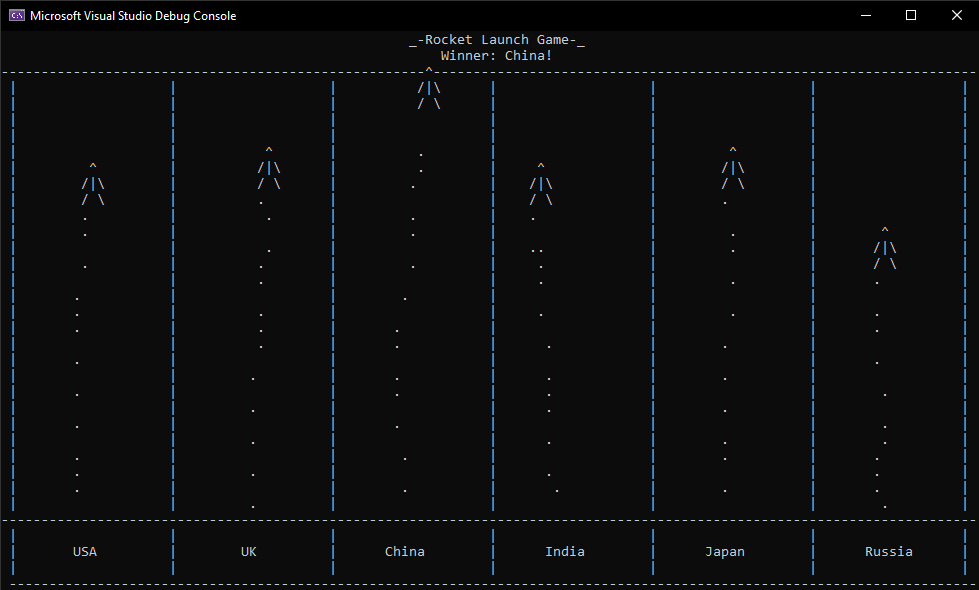 Microsoft Visual Studio Debug Console
_-Rocket Launch Game-_
Winner: China!
USA UK China India Japan Russia